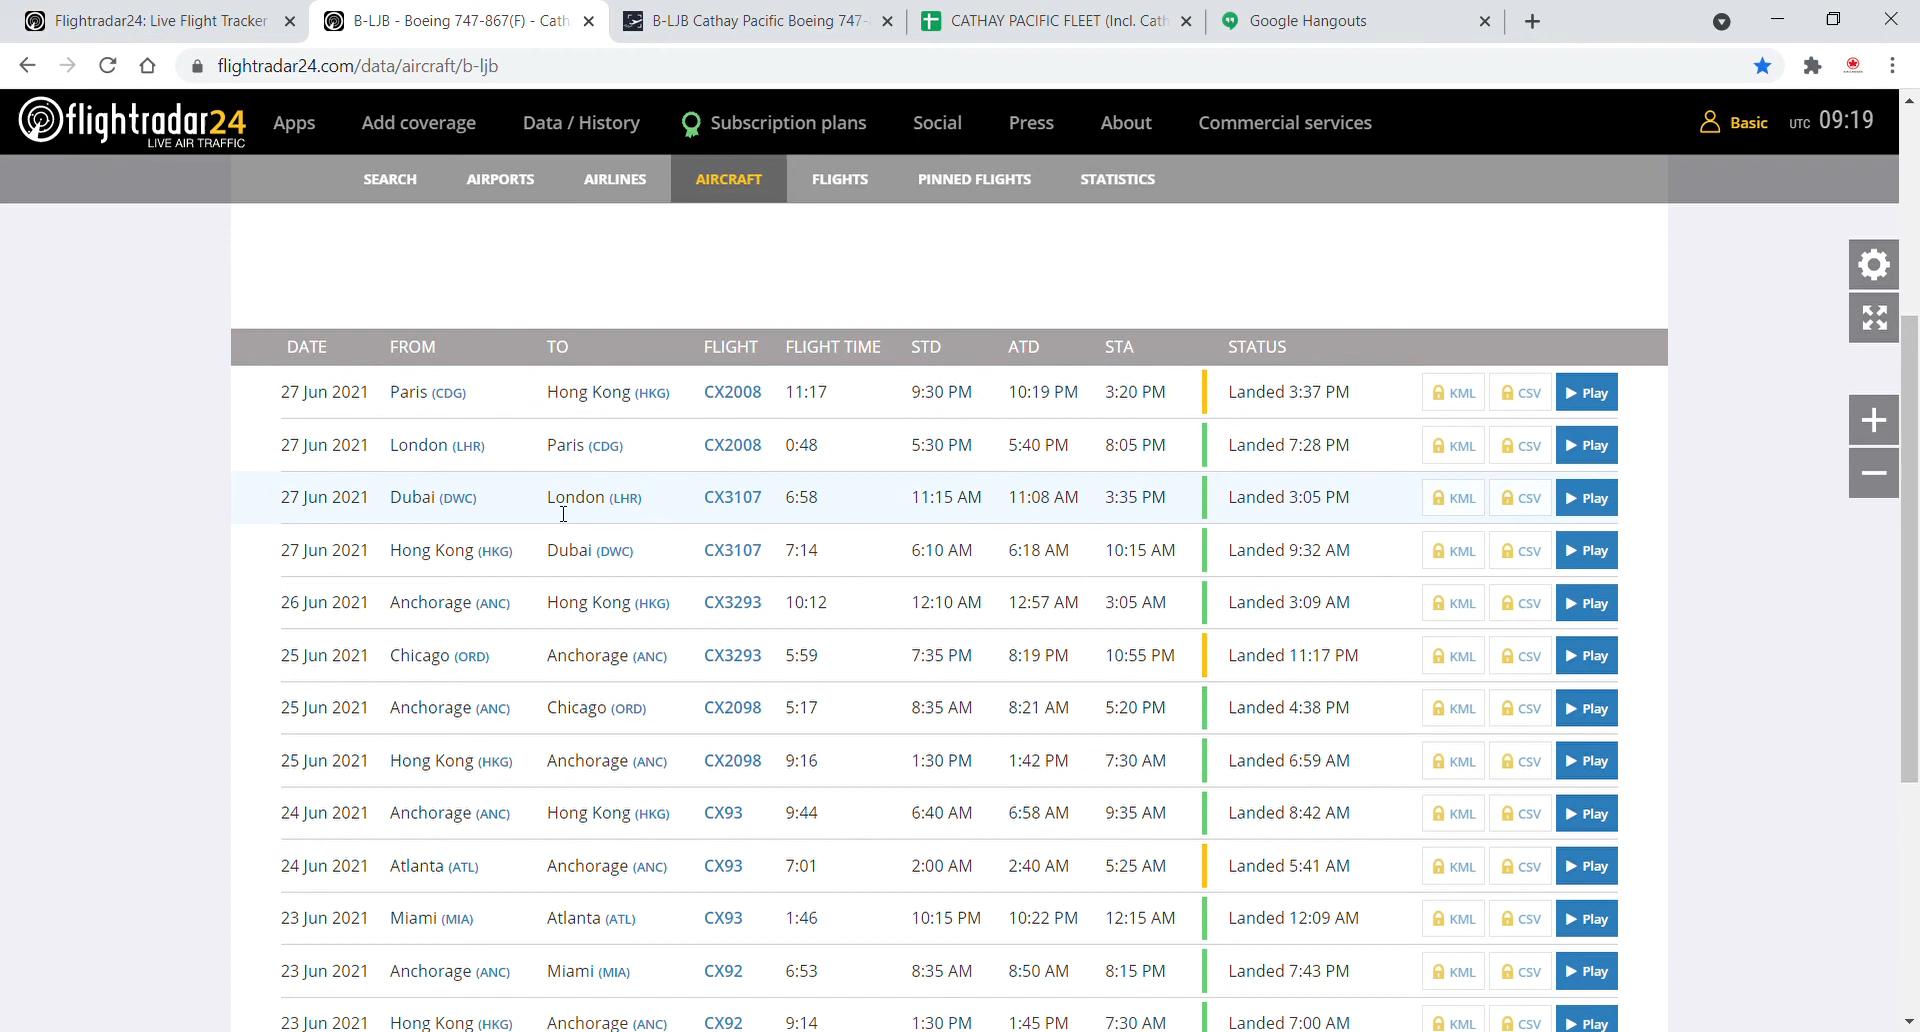 Flightradar24: Live Flight Tracker
B-LJB - Boeing 747-867(F) - Cath
B-LJB Cathay Pacific Boeing 747-
CATHAY PACIFIC FLEET (Incl. Cath
Google Hangouts
flightradar24.com/data/aircraft/b-ljb
flightradar24
LIVE AIR TRAFFIC
Apps Add coverage Data / History Subscription plans Social Press About Commercial services
Basic UTC 09:19
SEARCH AIRPORTS AIRLINES AIRCRAFT FLIGHTS PINNED FLIGHTS STATISTICS
DATE FROM TO FLIGHT FLIGHT TIME STD ATD STA STATUS
27 Jun 2021 Paris (CDG) Hong Kong (HKG) CX2008 11:17 9:30 PM 10:19 PM 3:20 PM Landed 3:37 PM KML CSV Play
27 Jun 2021 London (LHR) Paris (CDG) CX2008 0:48 5:30 PM 5:40 PM 8:05 PM Landed 7:28 PM KML CSV Play
27 Jun 2021 Dubai (DWC) London (LHR) CX3107 6:58 11:15 AM 11:08 AM 3:35 PM Landed 3:05 PM KML CSV Play
27 Jun 2021 Hong Kong (HKG) Dubai (DWC) CX3107 7:14 6:10 AM 6:18 AM 10:15 AM Landed 9:32 AM KML CSV Play
26 Jun 2021 Anchorage (ANC) Hong Kong (HKG) CX3293 10:12 12:10 AM 12:57 AM 3:05 AM Landed 3:09 AM KML CSV Play
25 Jun 2021 Chicago (ORD) Anchorage (ANC) CX3293 5:59 7:35 PM 8:19 PM 10:55 PM Landed 11:17 PM KML CSV Play
25 Jun 2021 Anchorage (ANC) Chicago (ORD) CX2098 5:17 8:35 AM 8:21 AM 5:20 PM Landed 4:38 PM KML CSV Play
25 Jun 2021 Hong Kong (HKG) Anchorage (ANC) CX2098 9:16 1:30 PM 1:42 PM 7:30 AM Landed 6:59 AM KML CSV Play
24 Jun 2021 Anchorage (ANC) Hong Kong (HKG) CX93 9:44 6:40 AM 6:58 AM 9:35 AM Landed 8:42 AM KML CSV Play
24 Jun 2021 Atlanta (ATL) Anchorage (ANC) CX93 7:01 2:00 AM 2:40 AM 5:25 AM Landed 5:41 AM KML CSV Play
23 Jun 2021 Miami (MIA) Atlanta (ATL) CX93 1:46 10:15 PM 10:22 PM 12:15 AM Landed 12:09 AM KML CSV Play
23 Jun 2021 Anchorage (ANC) Miami (MIA) CX92 6:53 8:35 AM 8:50 AM 8:15 PM Landed 7:43 PM KML CSV Play
23 Jun 2021 Hong Kong (HKG) Anchorage (ANC) CX92 9:14 1:30 PM 1:45 PM 7:30 AM Landed 7:00 AM KML CSV Play